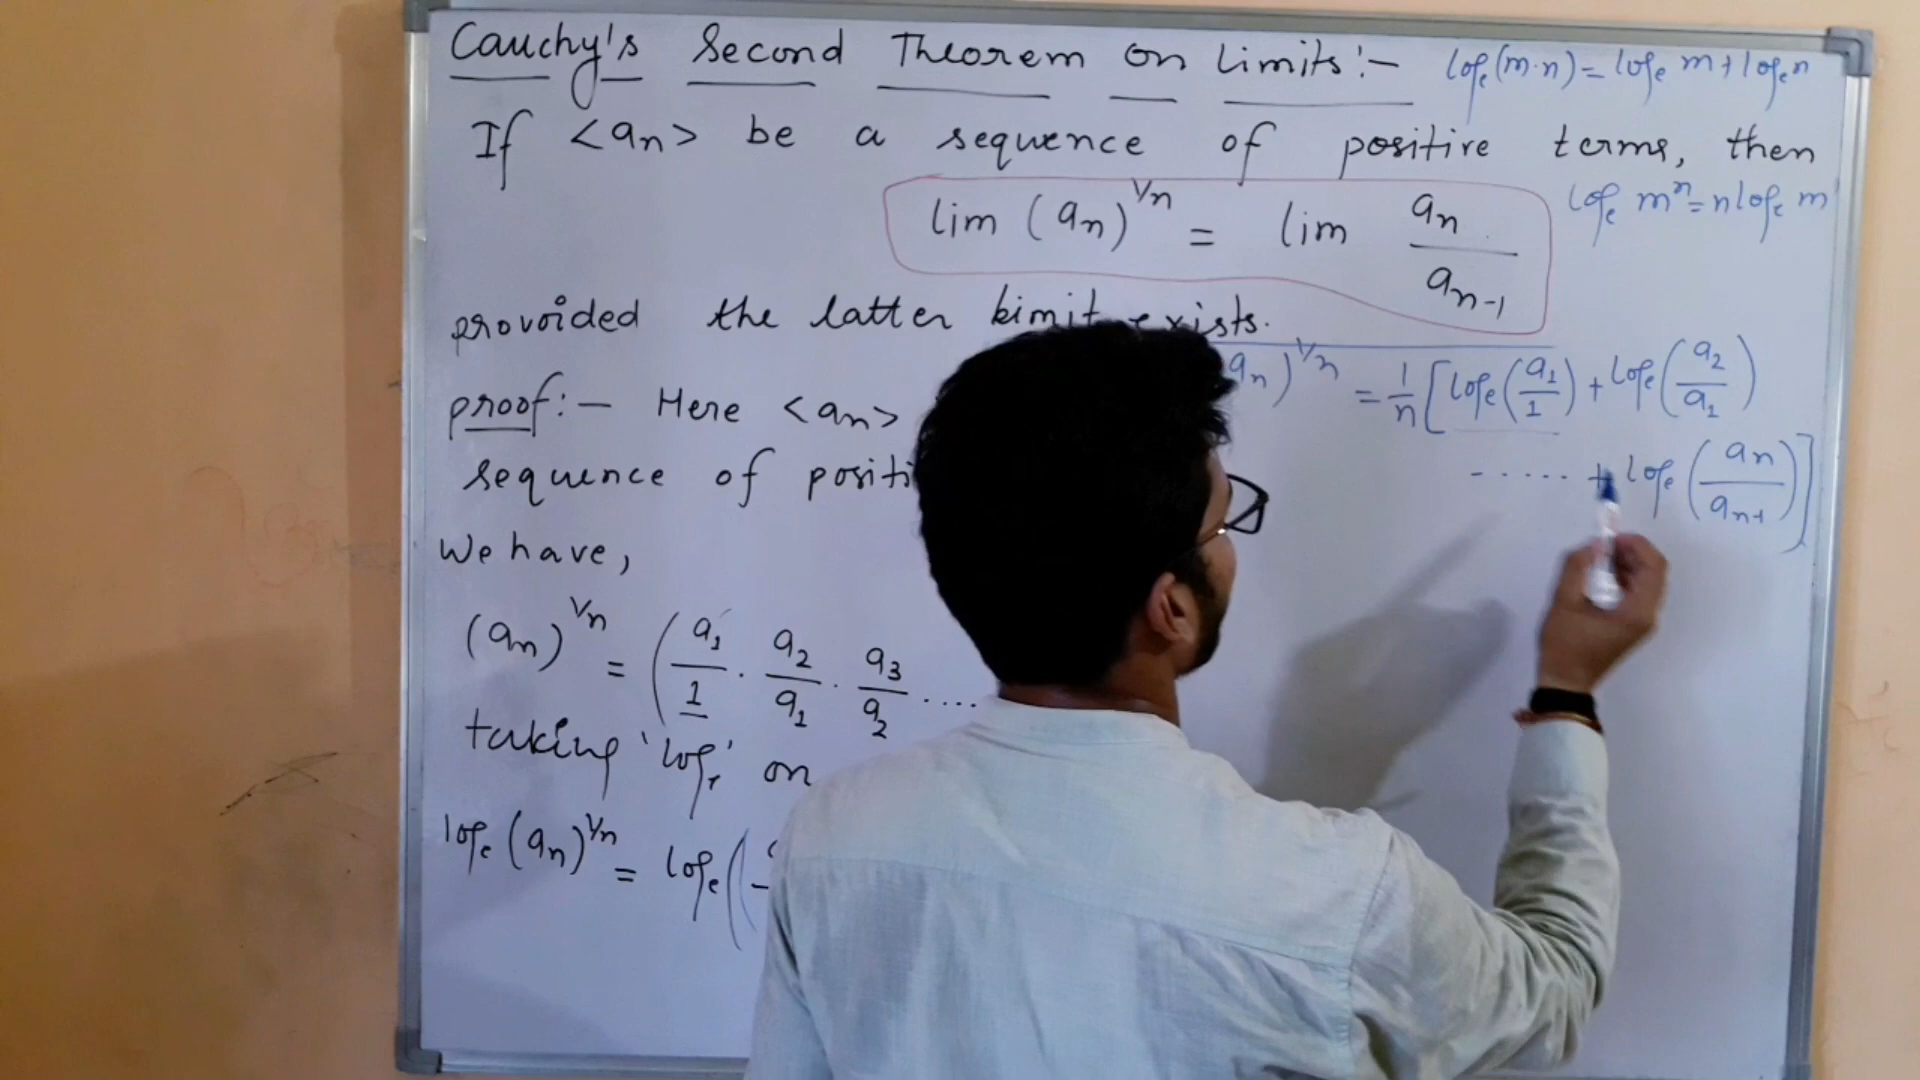 Cauchy's Second Theorem on Limits:-
logₑ(m·n) = logₑ m + logₑ n
If <aₙ> be a sequence of positive terms, then
logₑ mⁿ = n logₑ m
lim (aₙ)^1/n = lim aₙ / aₙ₋₁
provoided the latter limit exists.
proof:- Here <aₙ>
sequence of positi
We have,
(aₙ)^1/n = (a₁/1 · a₂/a₁ · a₃/a₂ ....
taking 'logₑ' on
logₑ (aₙ)^1/n = logₑ (
aₙ)^1/n = 1/n [logₑ(a₁/1) + logₑ(a₂/a₁)
- ..... + logₑ(aₙ/aₙ₋₁)]